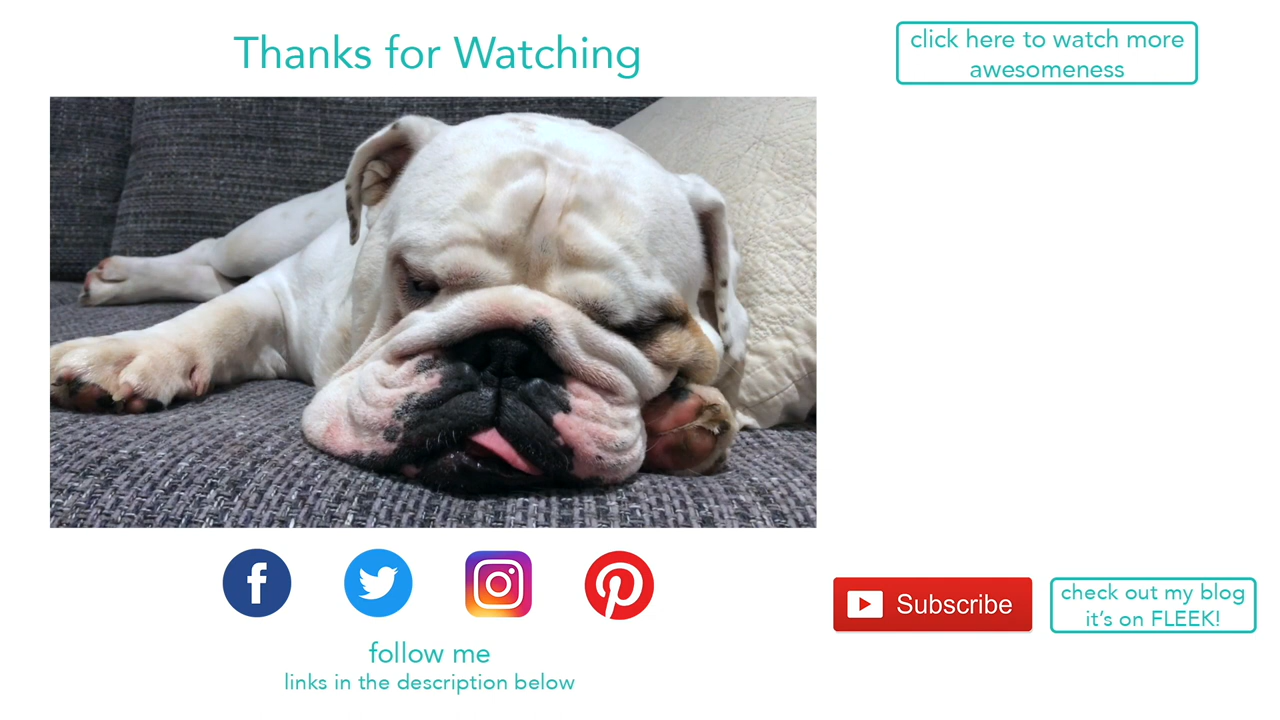 Thanks for Watching
click here to watch more
awesomeness
Subscribe
check out my blog
it's on FLEEK!
follow me
links in the description below